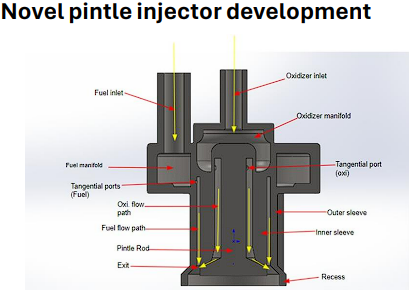 Novel pintle injector development
Oxidizer inlet
Fuel inlet
Oxidizer manifold
Fuel manifold
Tangential port
(oxi)
Tangential ports
(Fuel)
Oxi. flow
path
Outer sleeve
Fuel flow path
Inner sleeve
Pintle Rod
Exit
Recess